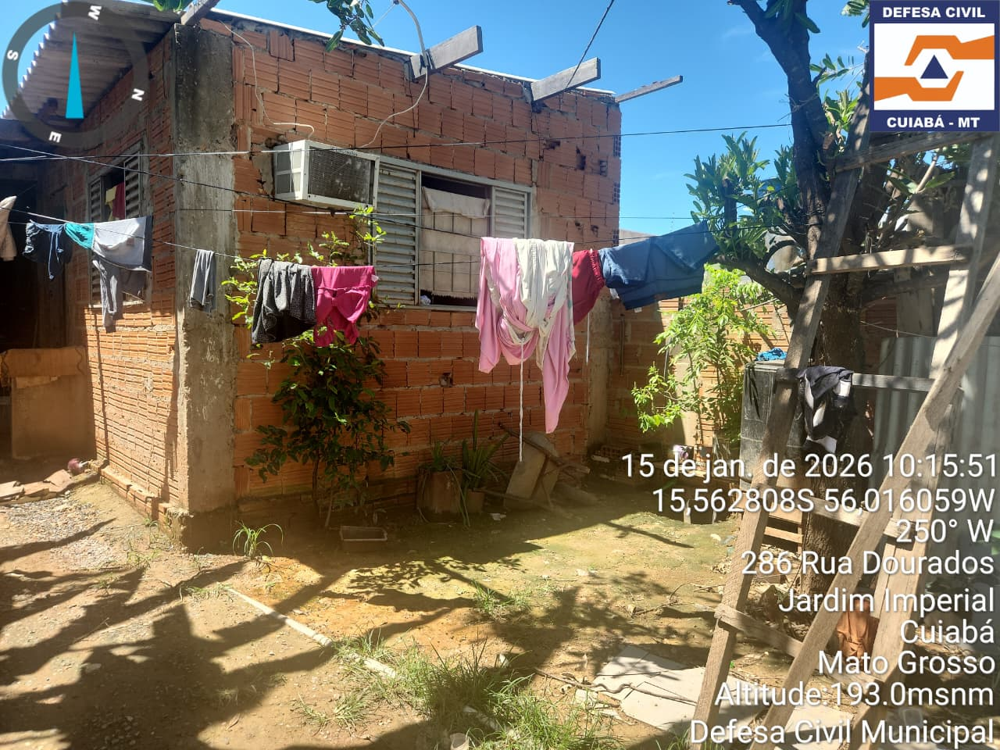 W
S
N
E
DEFESA CIVIL
CUIABÁ - MT
15 de jan. de 2026 10:15:51
15,562808S 56,016059W
250° W
286 Rua Dourados
Jardim Imperial
Cuiabá
Mato Grosso
Altitude:193.0msnm
Defesa Civil Municipal